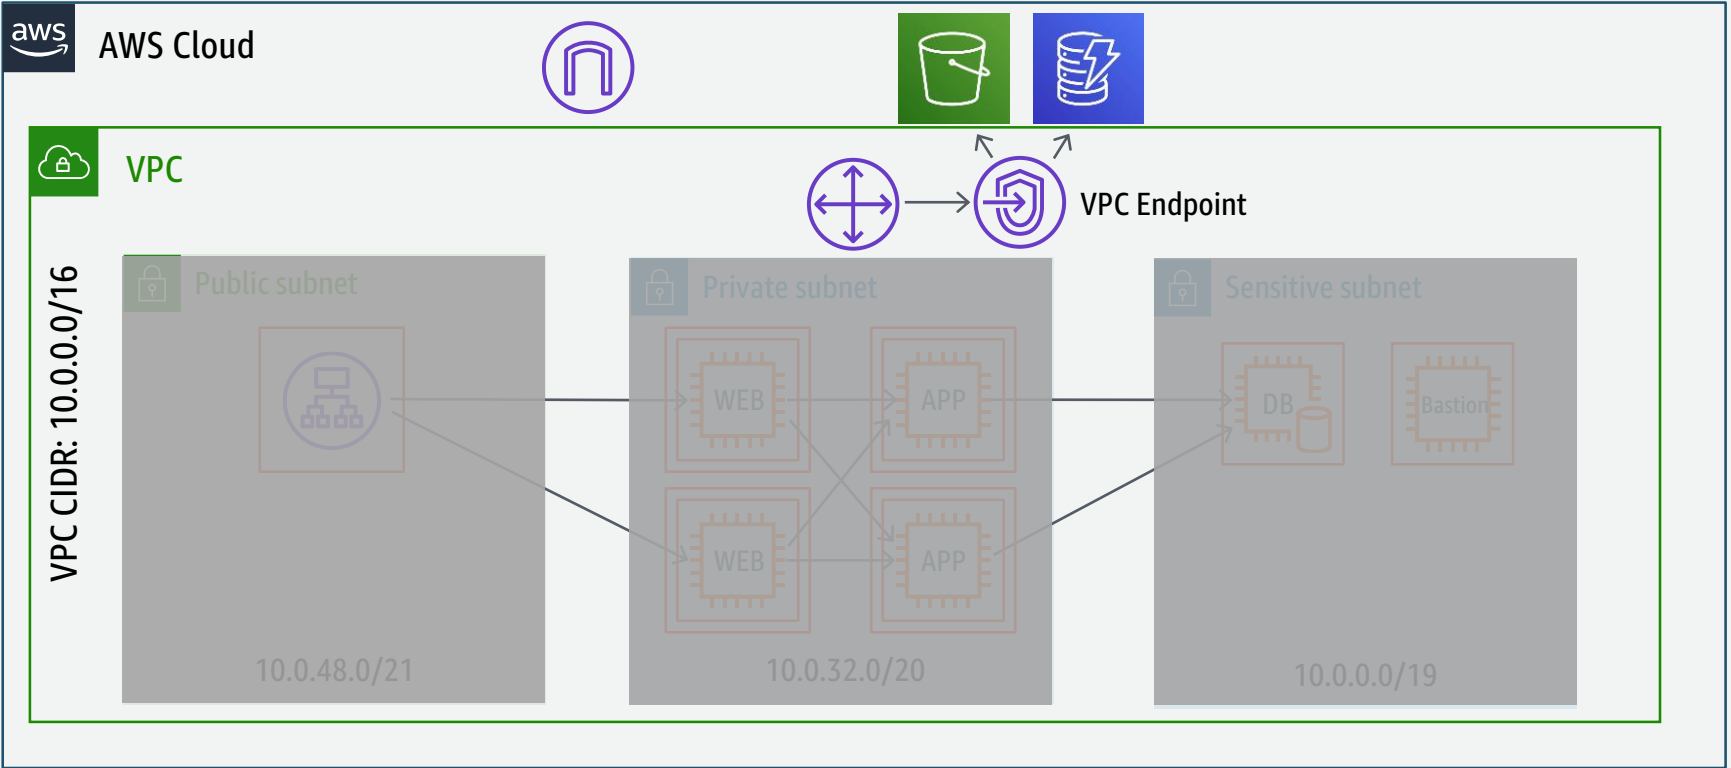 aws
AWS Cloud
VPC
VPC Endpoint
VPC CIDR: 10.0.0.0/16
Public subnet
Private subnet
Sensitive subnet
WEB
APP
DB
Bastion
WEB
APP
10.0.48.0/21
10.0.32.0/20
10.0.0.0/19